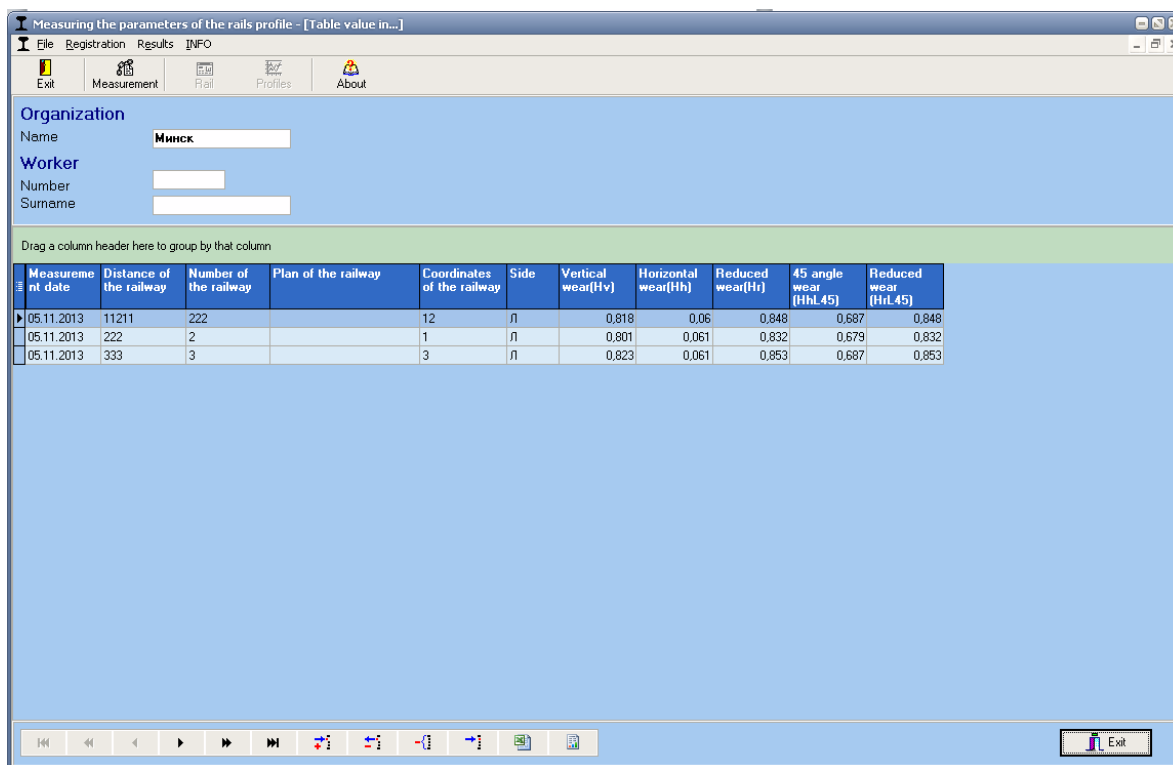 Measuring the parameters of the rails profile - [Table value in...]
File Registration Results INFO
Exit Measurement Rail Profiles About
Organization
Name Минск
Worker
Number
Surname
Drag a column header here to group by that column
Measureme Distance of Number of Plan of the railway Coordinates Side Vertical Horizontal Reduced 45 angle Reduced
nt date the railway the railway of the railway wear(Hv) wear(Hh) wear(Hr) wear wear
(HhL45) (HrL45)
05.11.2013 11211 222 12 Л 0,818 0,06 0,848 0,687 0,848
05.11.2013 222 2 1 Л 0,801 0,061 0,832 0,679 0,832
05.11.2013 333 3 3 Л 0,823 0,061 0,853 0,687 0,853
Exit